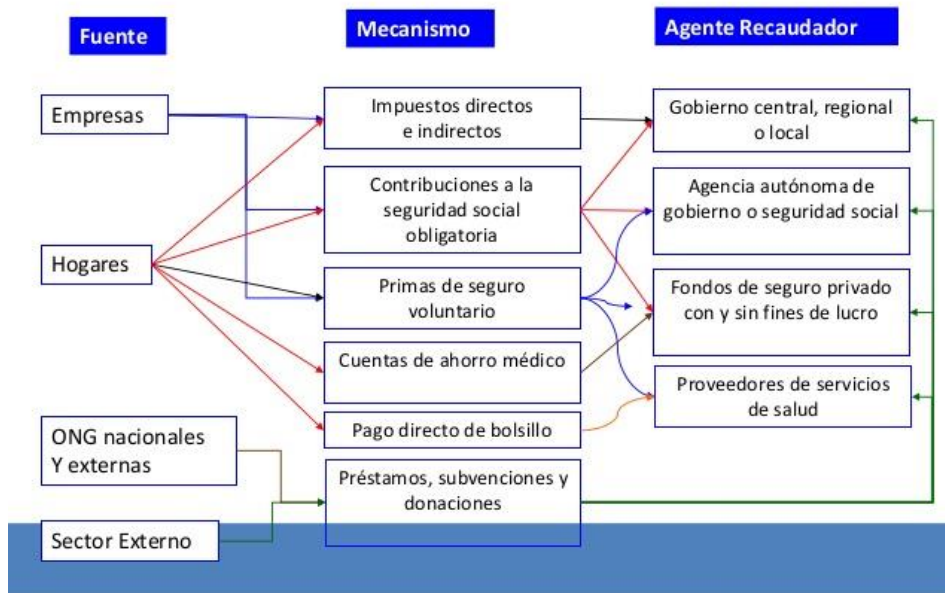 Fuente
Mecanismo
Agente Recaudador
Empresas
Hogares
ONG nacionales
Y externas
Sector Externo
Impuestos directos
e indirectos
Contribuciones a la
seguridad social
obligatoria
Primas de seguro
voluntario
Cuentas de ahorro médico
Pago directo de bolsillo
Préstamos, subvenciones y
donaciones
Gobierno central, regional
o local
Agencia autónoma de
gobierno o seguridad social
Fondos de seguro privado
con y sin fines de lucro
Proveedores de servicios
de salud